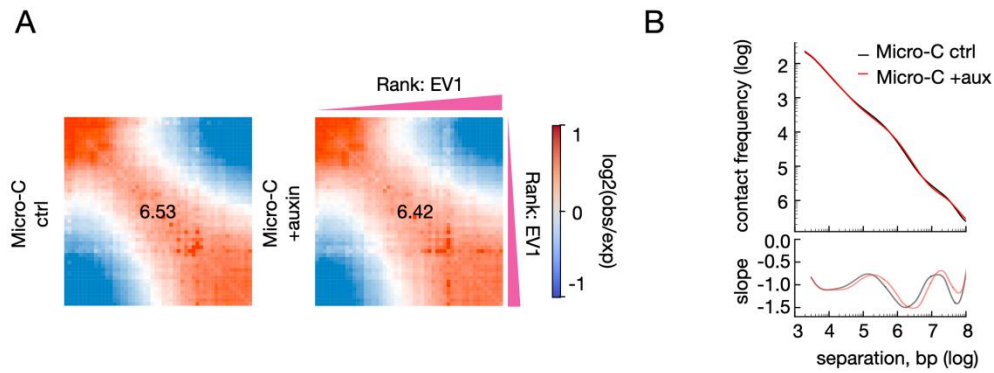 A
Rank: EV1
Micro-C
ctrl
6.53
Micro-C
+auxin
6.42
Rank: EV1
1
0
-1
log2(obs/exp)
B
Micro-C ctrl
Micro-C +aux
contact frequency (log)
2
3
4
5
6
slope
0.0
-0.5
-1.0
-1.5
3 4 5 6 7 8
separation, bp (log)